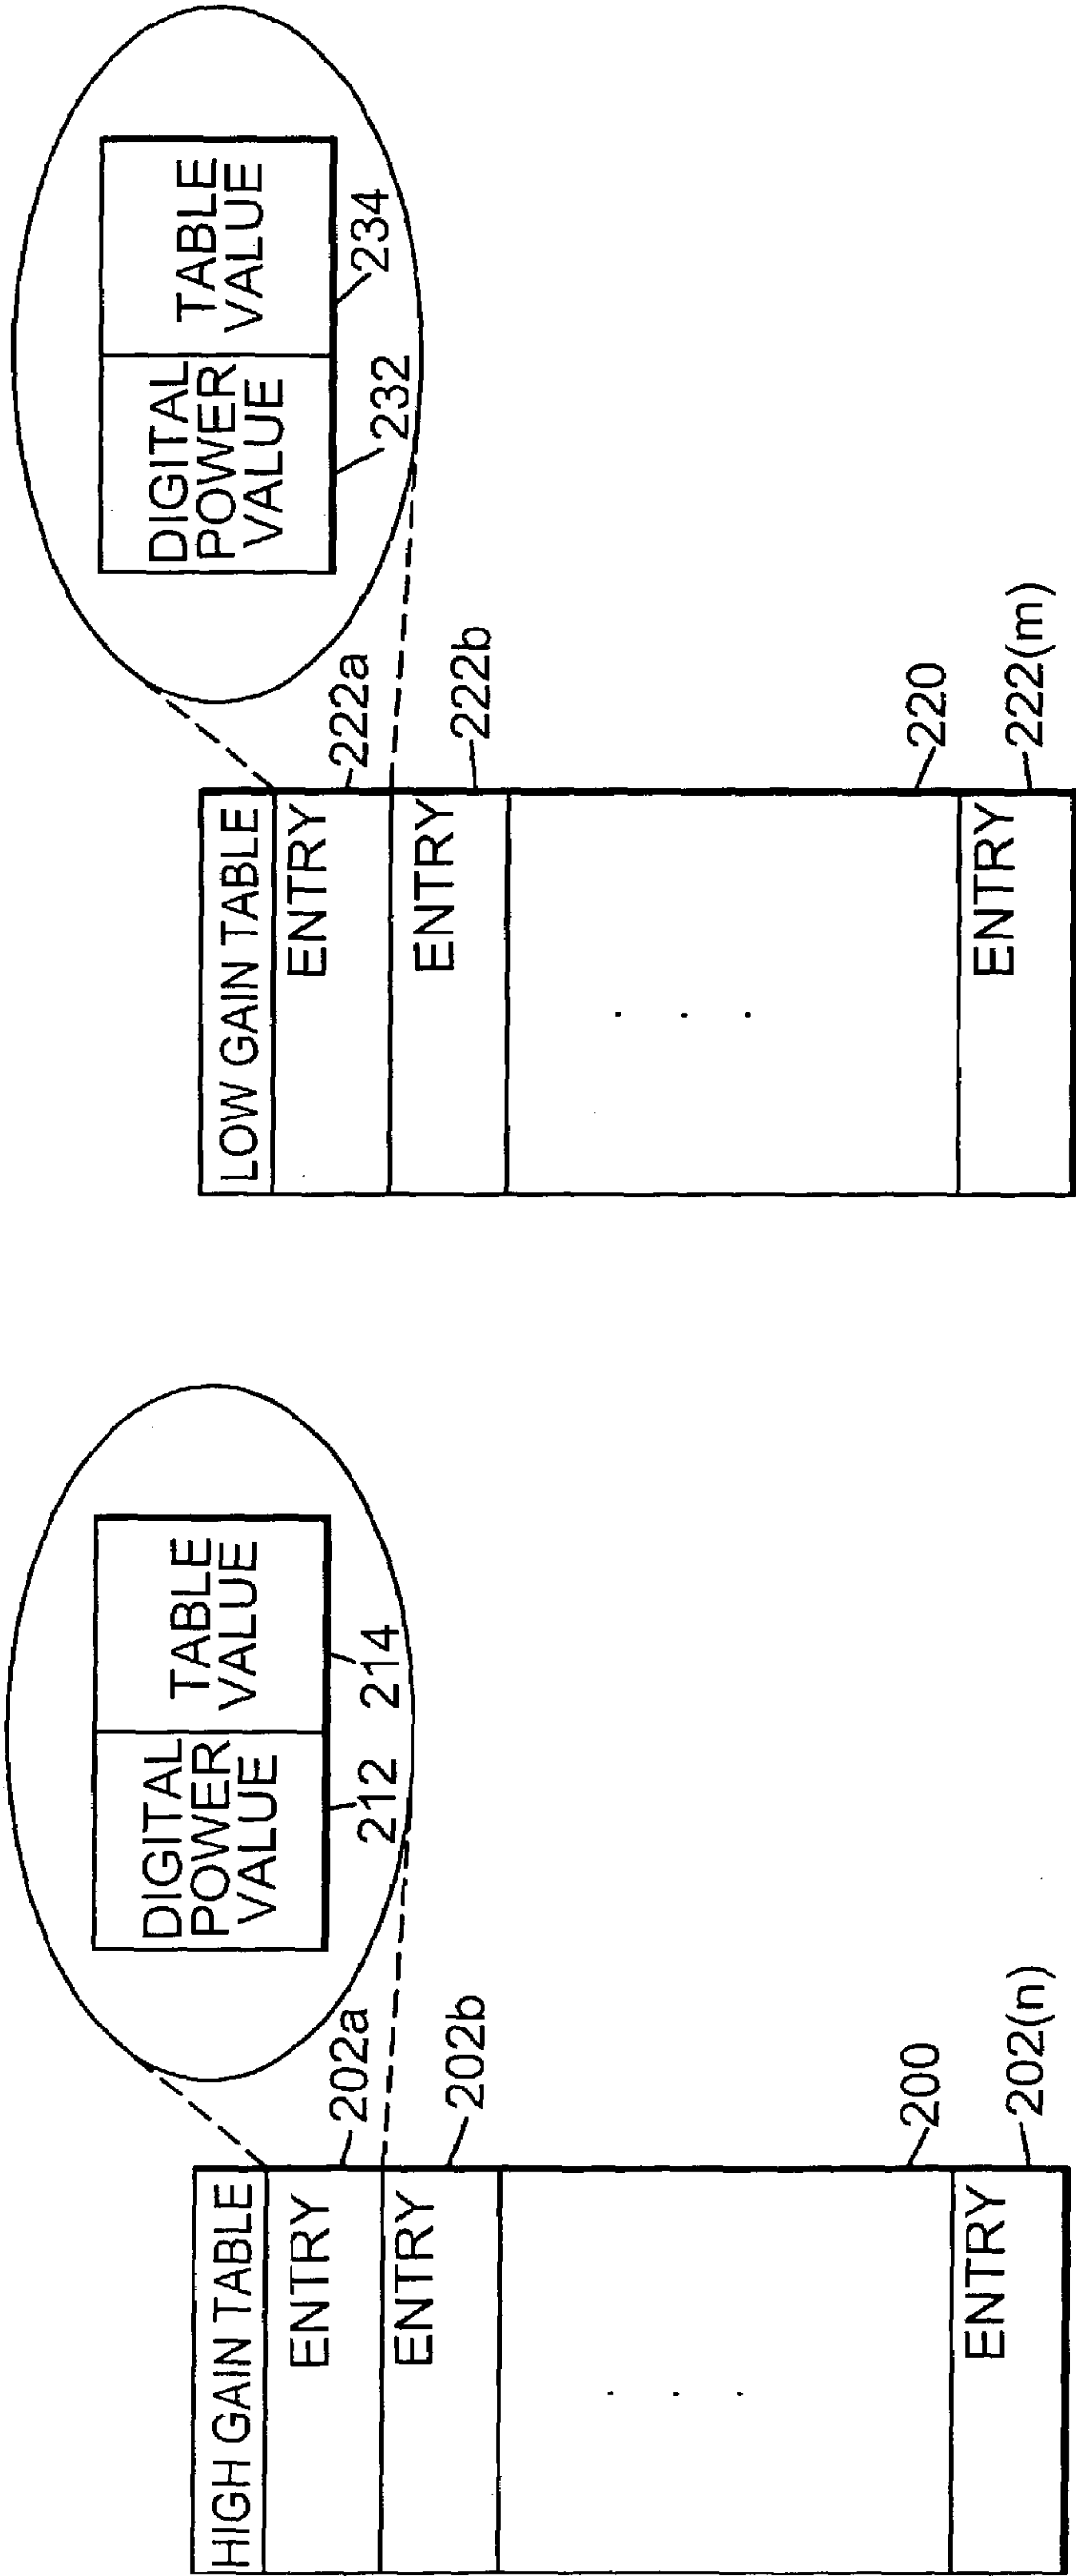 HIGH GAIN TABLE
ENTRY
202a
ENTRY
202b
200
ENTRY
202(n)
DIGITAL
POWER
VALUE
TABLE
VALUE
212
214
LOW GAIN TABLE
ENTRY
222a
ENTRY
222b
220
ENTRY
222(m)
DIGITAL
POWER
VALUE
TABLE
VALUE
232
234